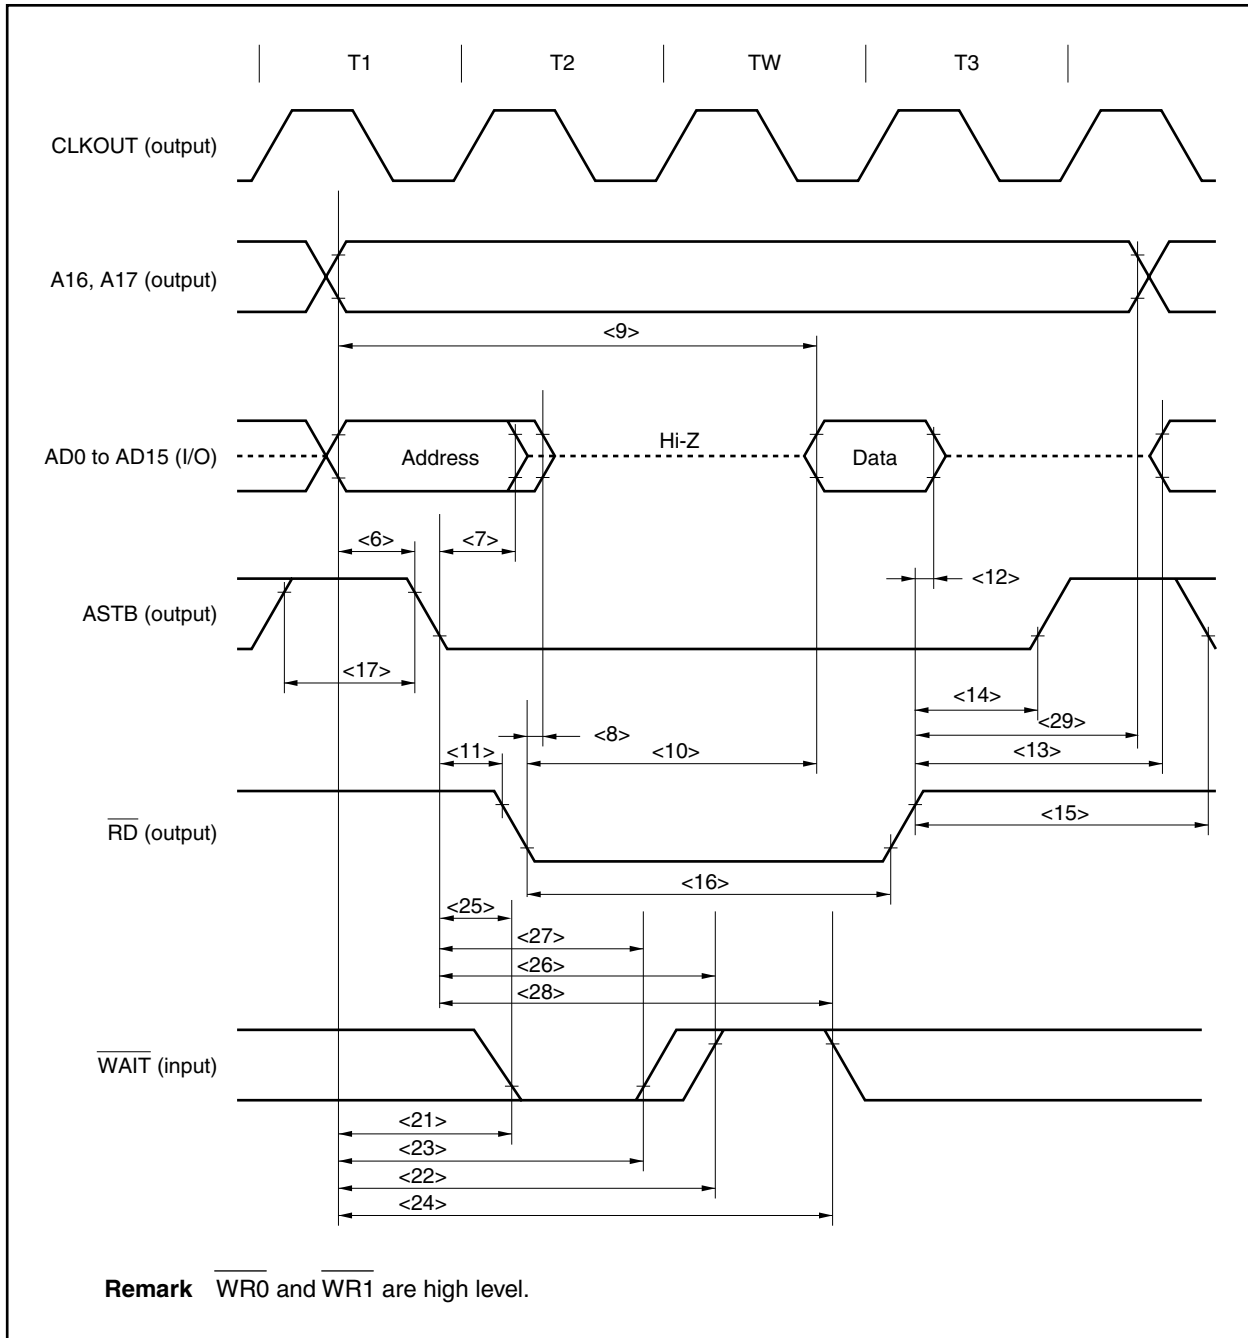 T1 T2 TW T3
CLKOUT (output)
A16, A17 (output)
<9>
AD0 to AD15 (I/O)
Address
Hi-Z
Data
<6> <7>
<12>
ASTB (output)
<17>
<14>
<29>
<8>
<11> <10> <13>
RD (output)
<15>
<16>
<25>
<27>
<26>
<28>
WAIT (input)
<21>
<23>
<22>
<24>
Remark WR0 and WR1 are high level.